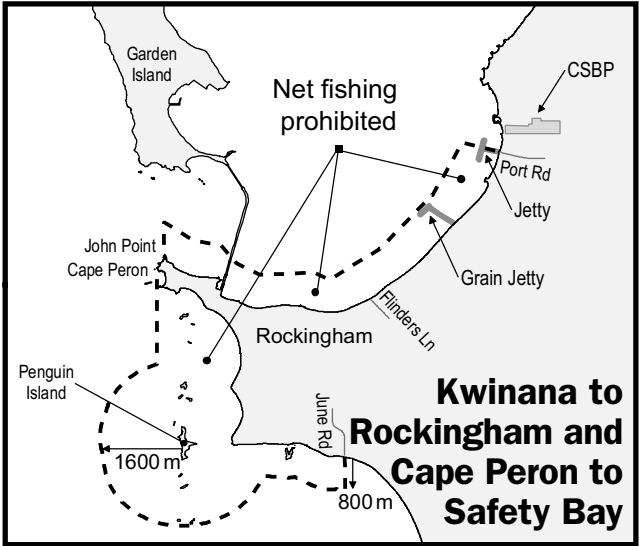 Garden
Island
CSBP
Net fishing
prohibited
Port Rd
Jetty
John Point
Cape Peron
Grain Jetty
Flinders Ln
Rockingham
Penguin
Island
June Rd
1600 m
800 m
Kwinana to
Rockingham and
Cape Peron to
Safety Bay